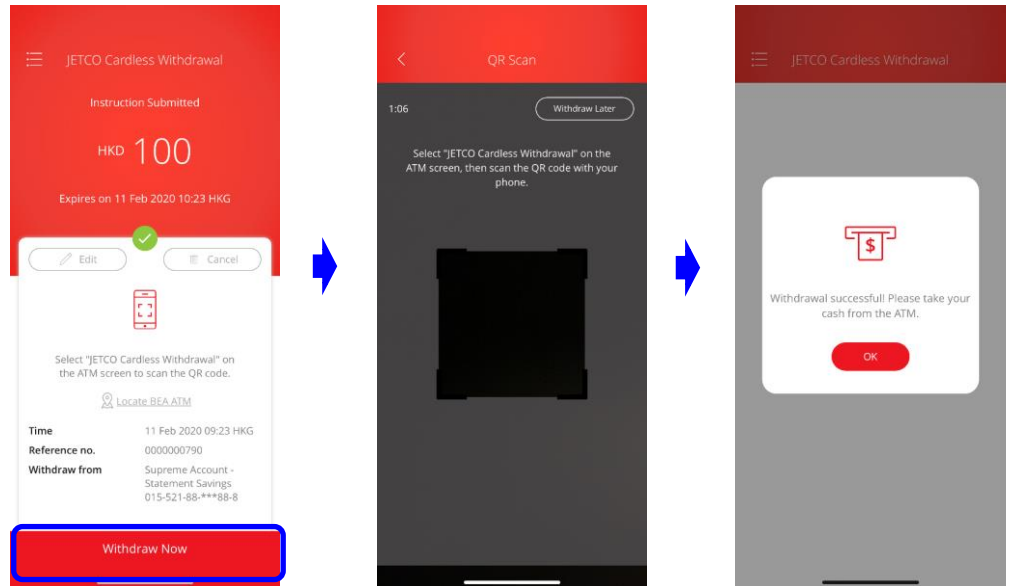 JETCO Cardless Withdrawal
Instruction Submitted
HKD 100
Expires on 11 Feb 2020 10:23 HKG
Edit
Cancel
Select "JETCO Cardless Withdrawal" on
the ATM screen to scan the QR code.
Locate BEA ATM
Time 11 Feb 2020 09:23 HKG
Reference no. 0000000790
Withdraw from Supreme Account -
Statement Savings
015-521-88-***88-8
Withdraw Now
QR Scan
1:06
Withdraw Later
Select "JETCO Cardless Withdrawal" on the
ATM screen, then scan the QR code with your
phone.
JETCO Cardless Withdrawal
$
Withdrawal successful! Please take your
cash from the ATM.
OK